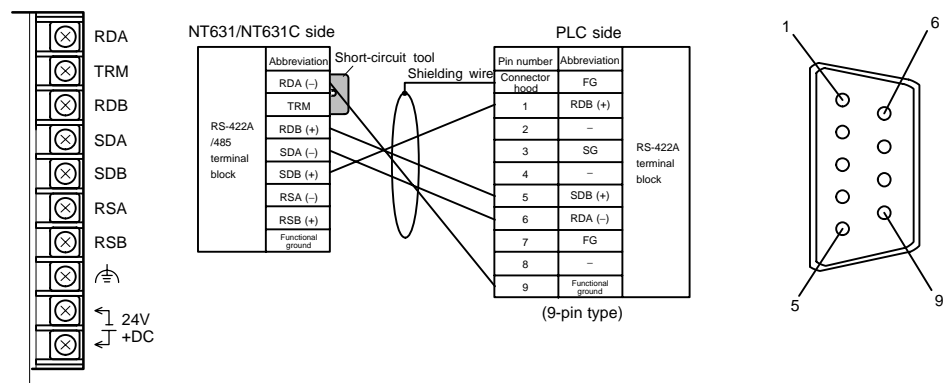 RDA
TRM
RDB
SDA
SDB
RSA
RSB
24V
+DC
NT631/NT631C side
Abbreviation
RDA (–)
TRM
RDB (+)
SDA (–)
SDB (+)
RSA (–)
RSB (+)
Functional
ground
RS-422A
/485
terminal
block
Short-circuit tool
Shielding wire
PLC side
Pin number Abbreviation
Connector
hood
FG
1 RDB (+)
2 –
3 SG
4 –
5 SDB (+)
6 RDA (–)
7 FG
8 –
9 Functional
ground
RS-422A
terminal
block
(9-pin type)
1
6
5
9